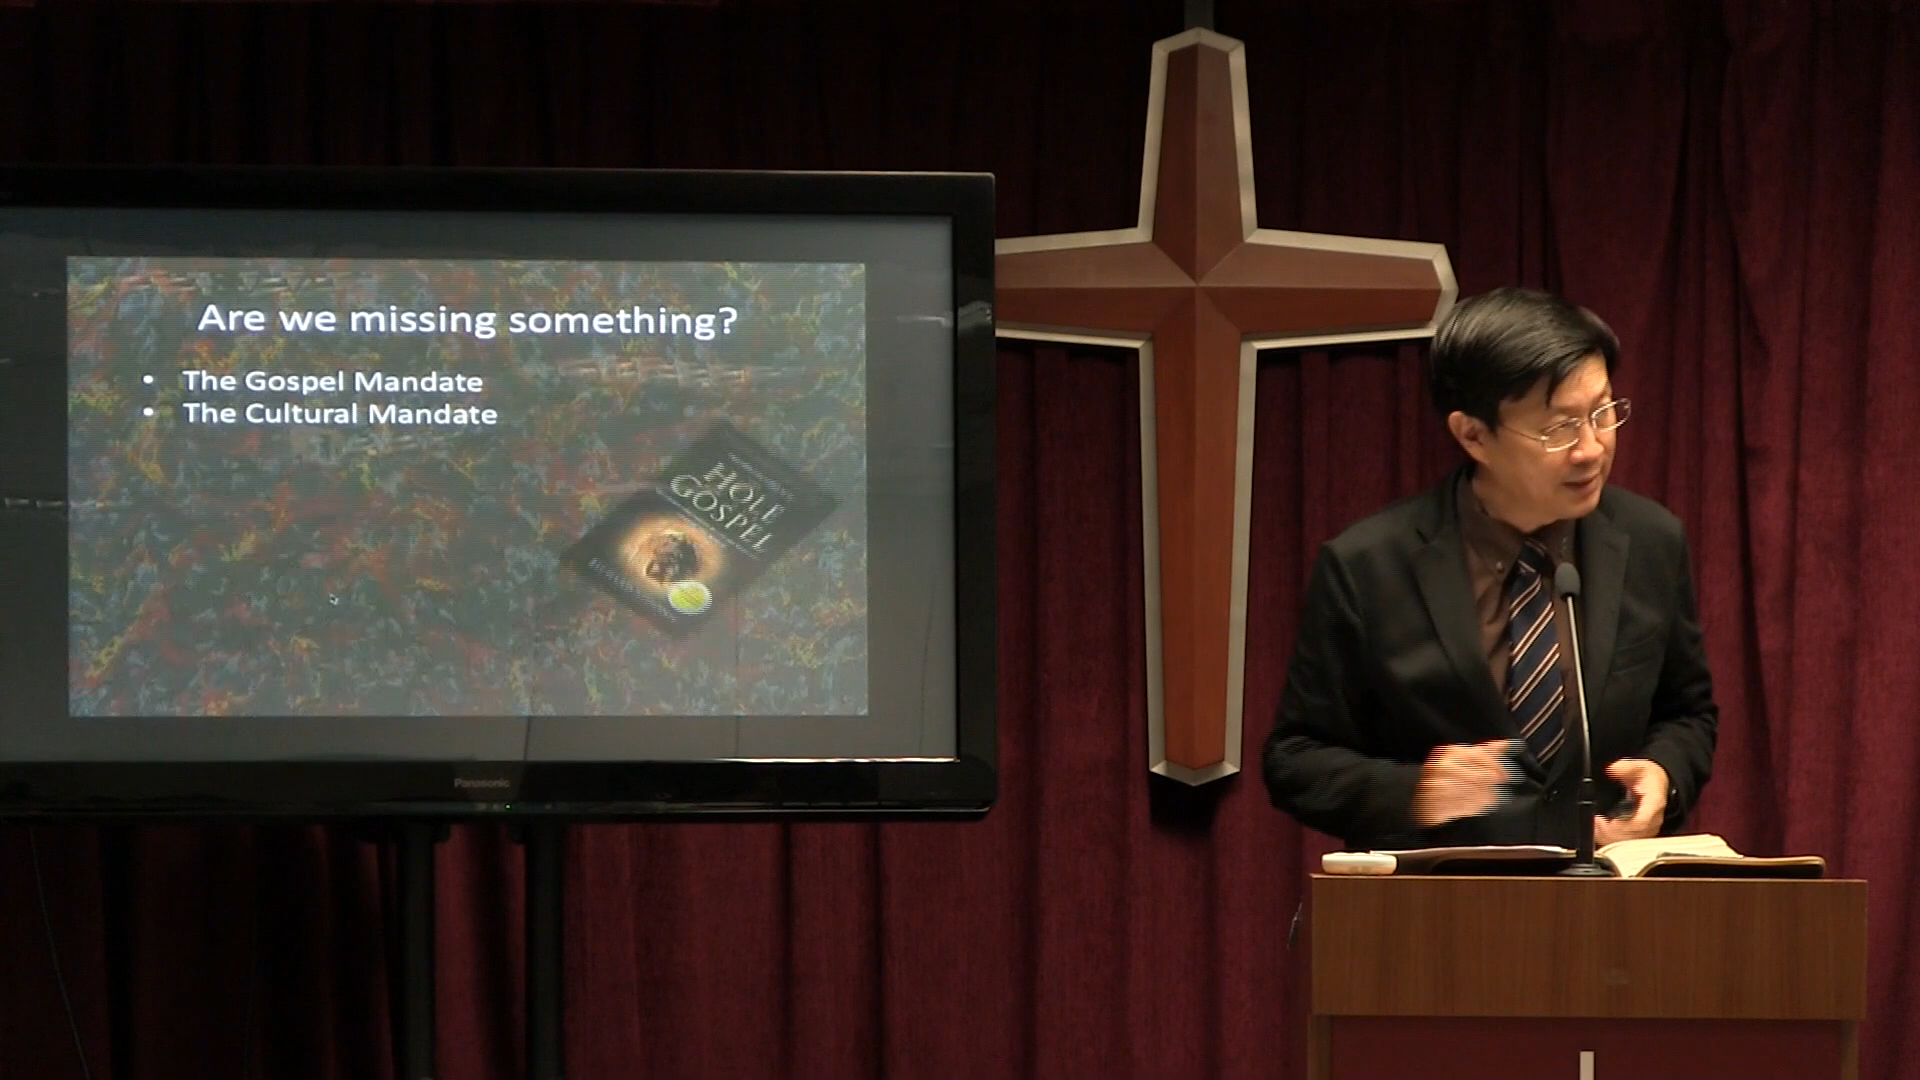 Are we missing something?
• The Gospel Mandate
• The Cultural Mandate
HOLE
GOSPEL
Panasonic